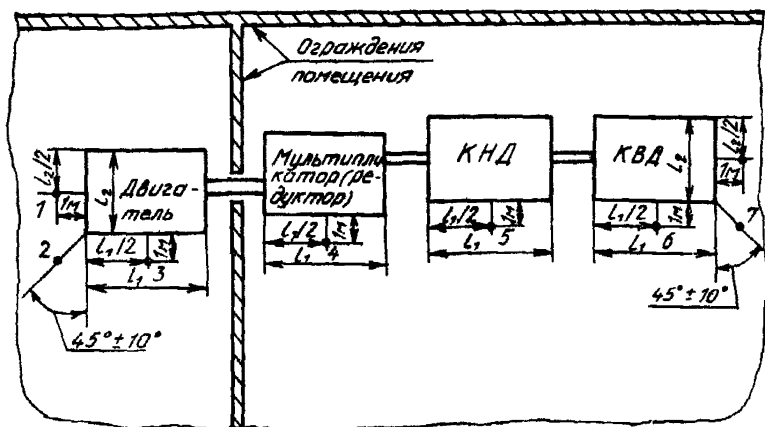 Ограждения
помещения
l₂/2
1
1м
2
l₂
Двига-
тель
l₁/2
1м
l₁
3
45°±10°
Мультипли
катор(ре-
дуктор)
l₁/2
1м
4
l₁
КНД
l₁/2
1м
5
l₁
КВД
l₂
l₂/2
1м
7
l₁/2
1м
6
l₁
45°±10°